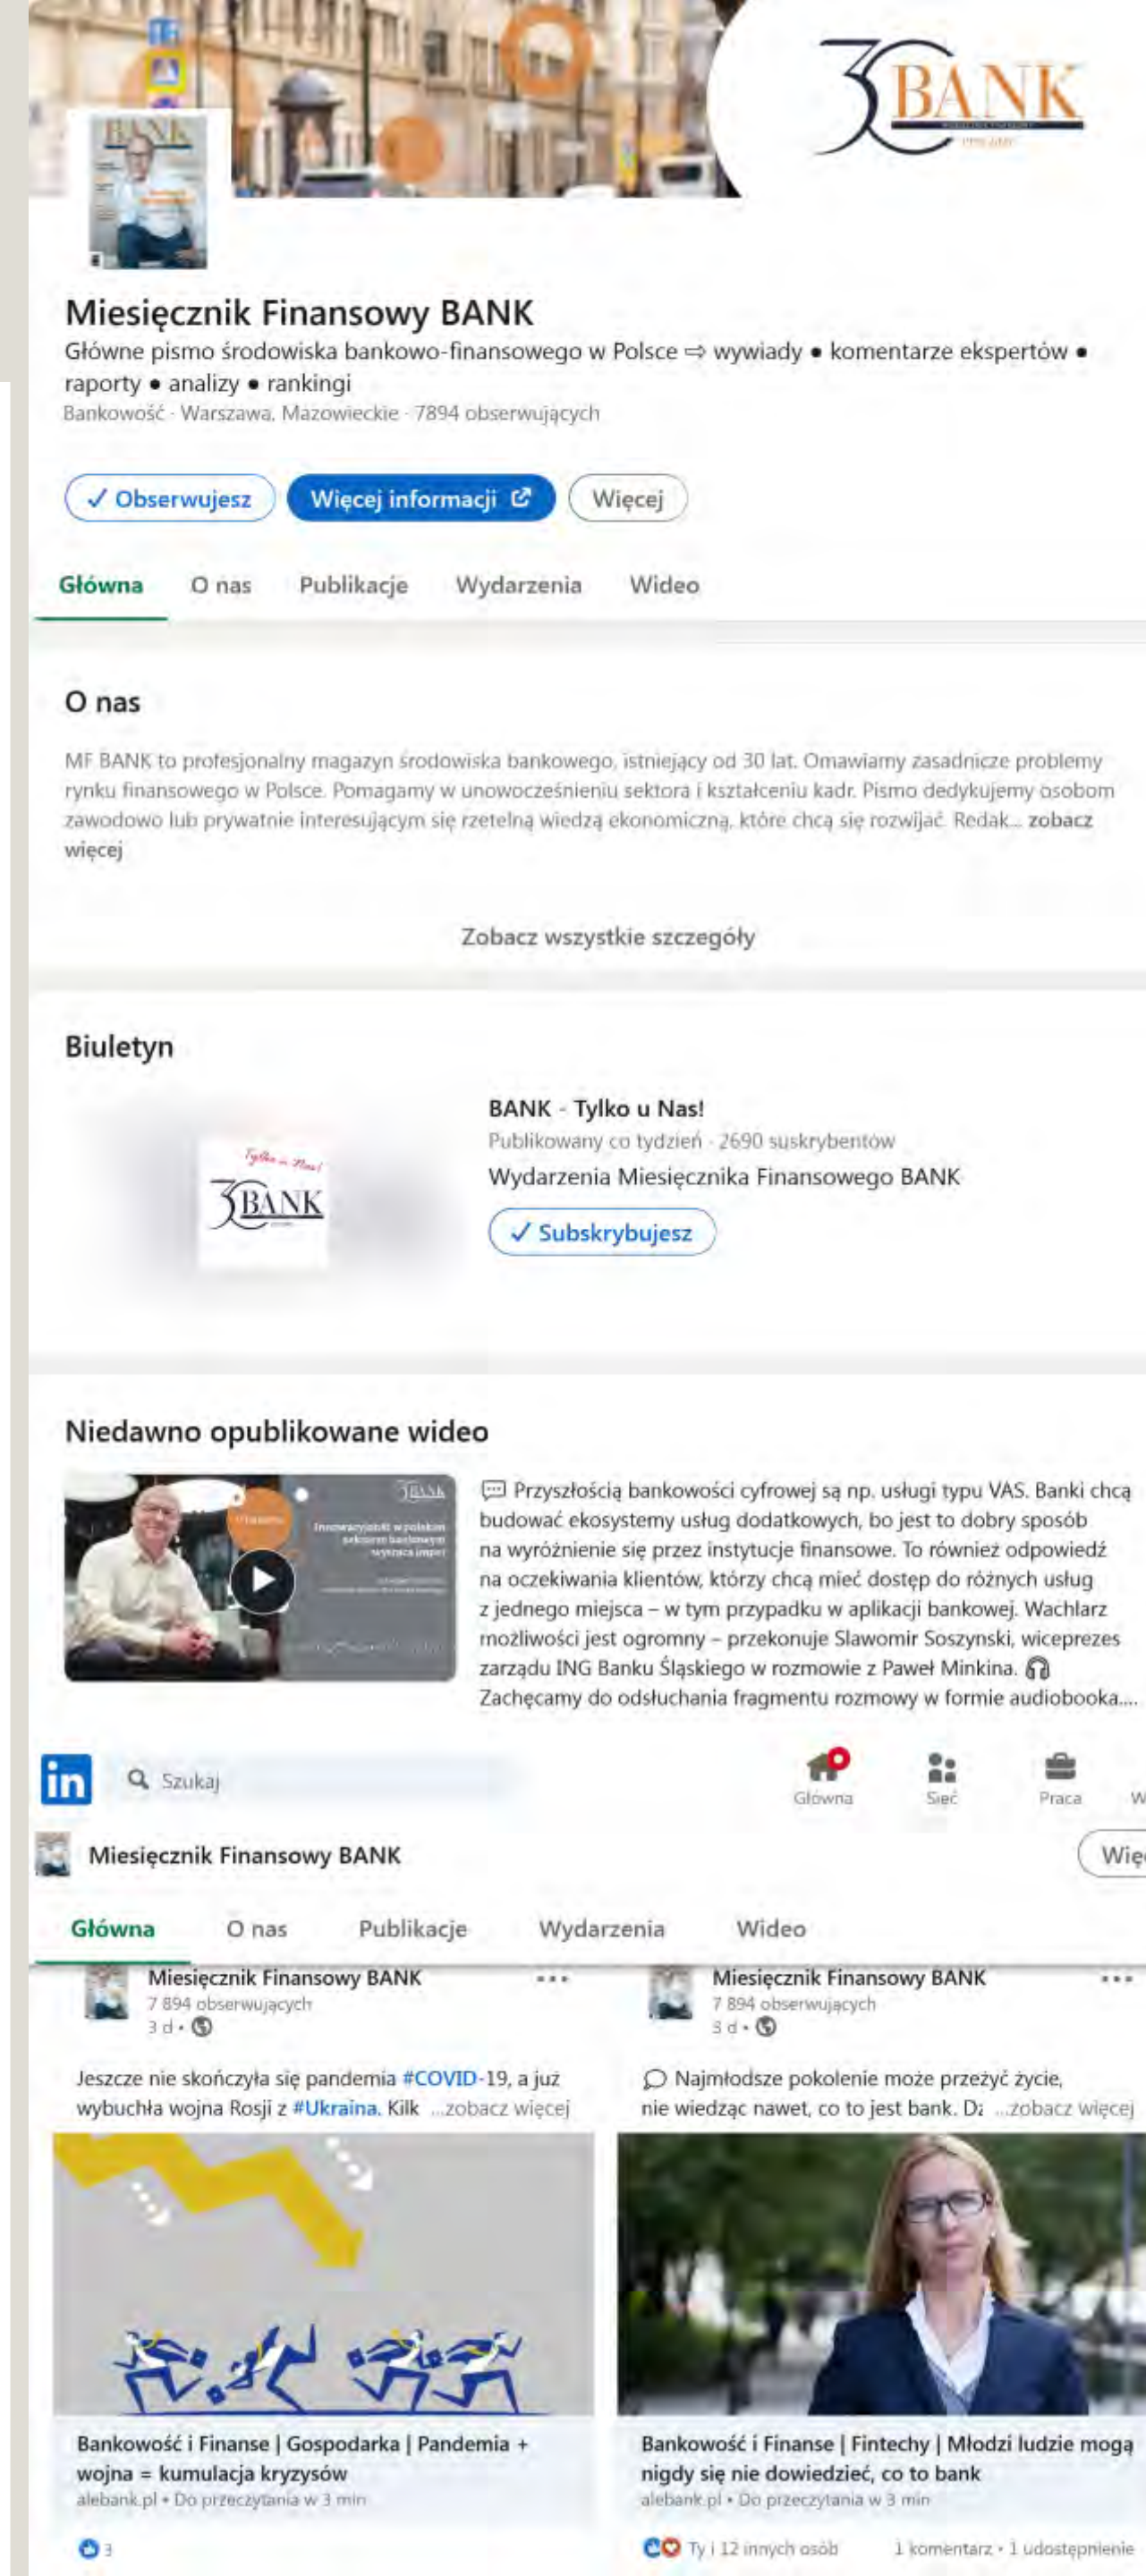 3 BANK
BANK
Miesięcznik Finansowy BANK
Główne pismo środowiska bankowo-finansowego w Polsce ⇨ wywiady ● komentarze ekspertów ●
raporty ● analizy ● rankingi
Bankowość · Warszawa, Mazowieckie · 7894 obserwujących
✓ Obserwujesz
Więcej informacji
Więcej
Główna O nas Publikacje Wydarzenia Wideo
O nas
MF BANK to profesjonalny magazyn środowiska bankowego, istniejący od 30 lat. Omawiamy zasadnicze problemy
rynku finansowego w Polsce. Pomagamy w unowocześnieniu sektora i kształceniu kadr. Pismo dedykujemy osobom
zawodowo lub prywatnie interesującym się rzetelną wiedzą ekonomiczną, które chcą się rozwijać. Redak... zobacz
więcej
Zobacz wszystkie szczegóły
Biuletyn
Tylko u Nas!
3 BANK
BANK - Tylko u Nas!
Publikowany co tydzień · 2690 suskrybentów
Wydarzenia Miesięcznika Finansowego BANK
✓ Subskrybujesz
Niedawno opublikowane wideo
BANK
Innowacyjność w polskim
sektorze bankowym
wyznacza impet
💬 Przyszłością bankowości cyfrowej są np. usługi typu VAS. Banki chcą
budować ekosystemy usług dodatkowych, bo jest to dobry sposób
na wyróżnienie się przez instytucje finansowe. To również odpowiedź
na oczekiwania klientów, którzy chcą mieć dostęp do różnych usług
z jednego miejsca – w tym przypadku w aplikacji bankowej. Wachlarz
możliwości jest ogromny – przekonuje Slawomir Soszynski, wiceprezes
zarządu ING Banku Śląskiego w rozmowie z Paweł Minkina. 🎧
Zachęcamy do odsłuchania fragmentu rozmowy w formie audiobooka....
in
Szukaj
Główna Sieć Praca W
Miesięcznik Finansowy BANK
Więc
Główna O nas Publikacje Wydarzenia Wideo
Miesięcznik Finansowy BANK
7 894 obserwujących
3 d •
Jeszcze nie skończyła się pandemia #COVID-19, a już
wybuchła wojna Rosji z #Ukraina. Kilk ...zobacz więcej
Bankowość i Finanse | Gospodarka | Pandemia +
wojna = kumulacja kryzysów
alebank.pl • Do przeczytania w 3 min
3
Miesięcznik Finansowy BANK
7 894 obserwujących
3 d •
💬 Najmłodsze pokolenie może przeżyć życie,
nie wiedząc nawet, co to jest bank. Dz ...zobacz więcej
Bankowość i Finanse | Fintechy | Młodzi ludzie mogą
nigdy się nie dowiedzieć, co to bank
alebank.pl • Do przeczytania w 3 min
Ty i 12 innych osób 1 komentarz • 1 udostępnienie